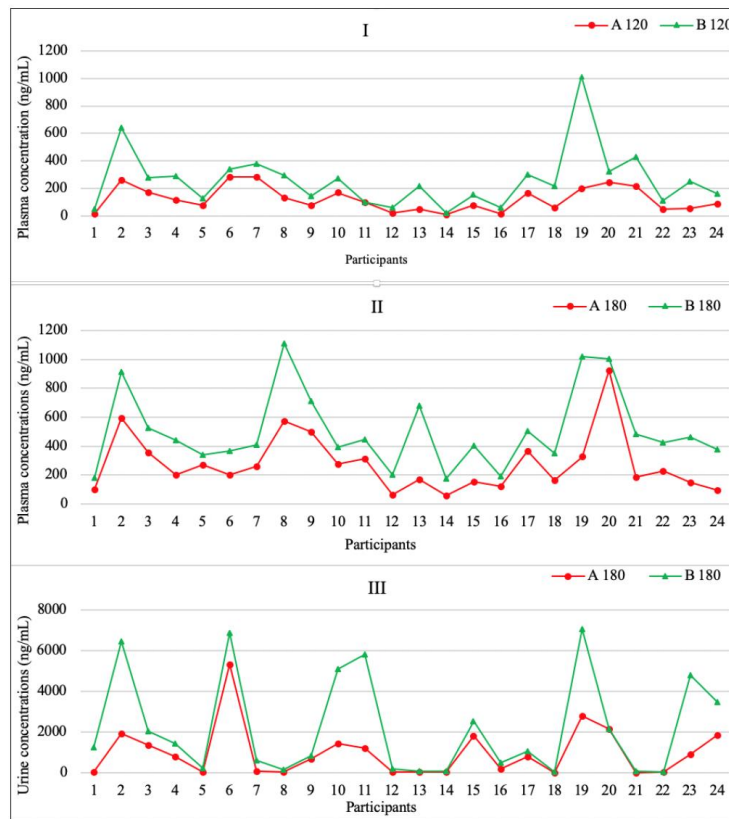 I
A 120 B 120
1200
1000
800
600
400
200
0
Plasma concentration (ng/mL)
1 2 3 4 5 6 7 8 9 10 11 12 13 14 15 16 17 18 19 20 21 22 23 24
Participants
II
A 180 B 180
1200
1000
800
600
400
200
0
Plasma concentrations (ng/mL)
1 2 3 4 5 6 7 8 9 10 11 12 13 14 15 16 17 18 19 20 21 22 23 24
Participants
III
A 180 B 180
8000
6000
4000
2000
0
Urine concentrations (ng/mL)
1 2 3 4 5 6 7 8 9 10 11 12 13 14 15 16 17 18 19 20 21 22 23 24
Participants